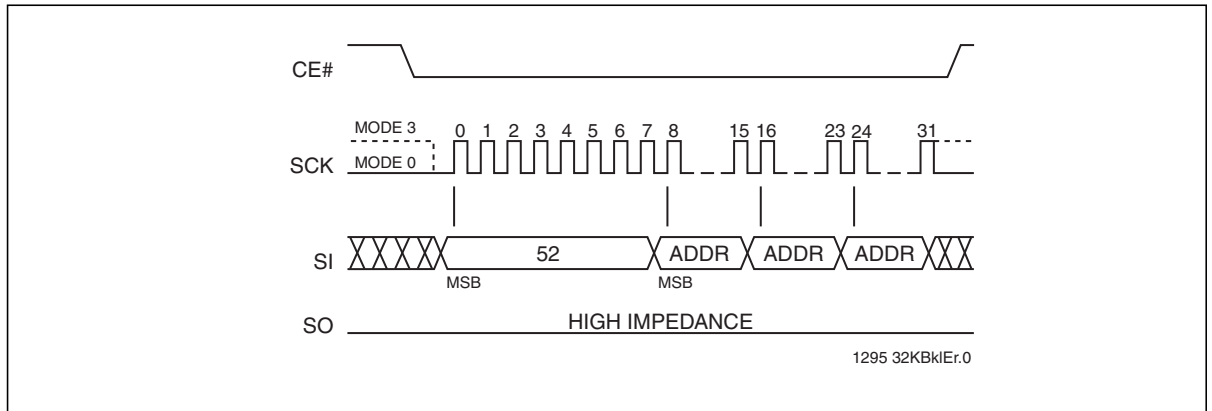 CE#
MODE 3
0 1 2 3 4 5 6 7 8 15 16 23 24 31
SCK MODE 0
SI 52 ADDR ADDR ADDR
MSB MSB
SO HIGH IMPEDANCE
1295 32KBklEr.0